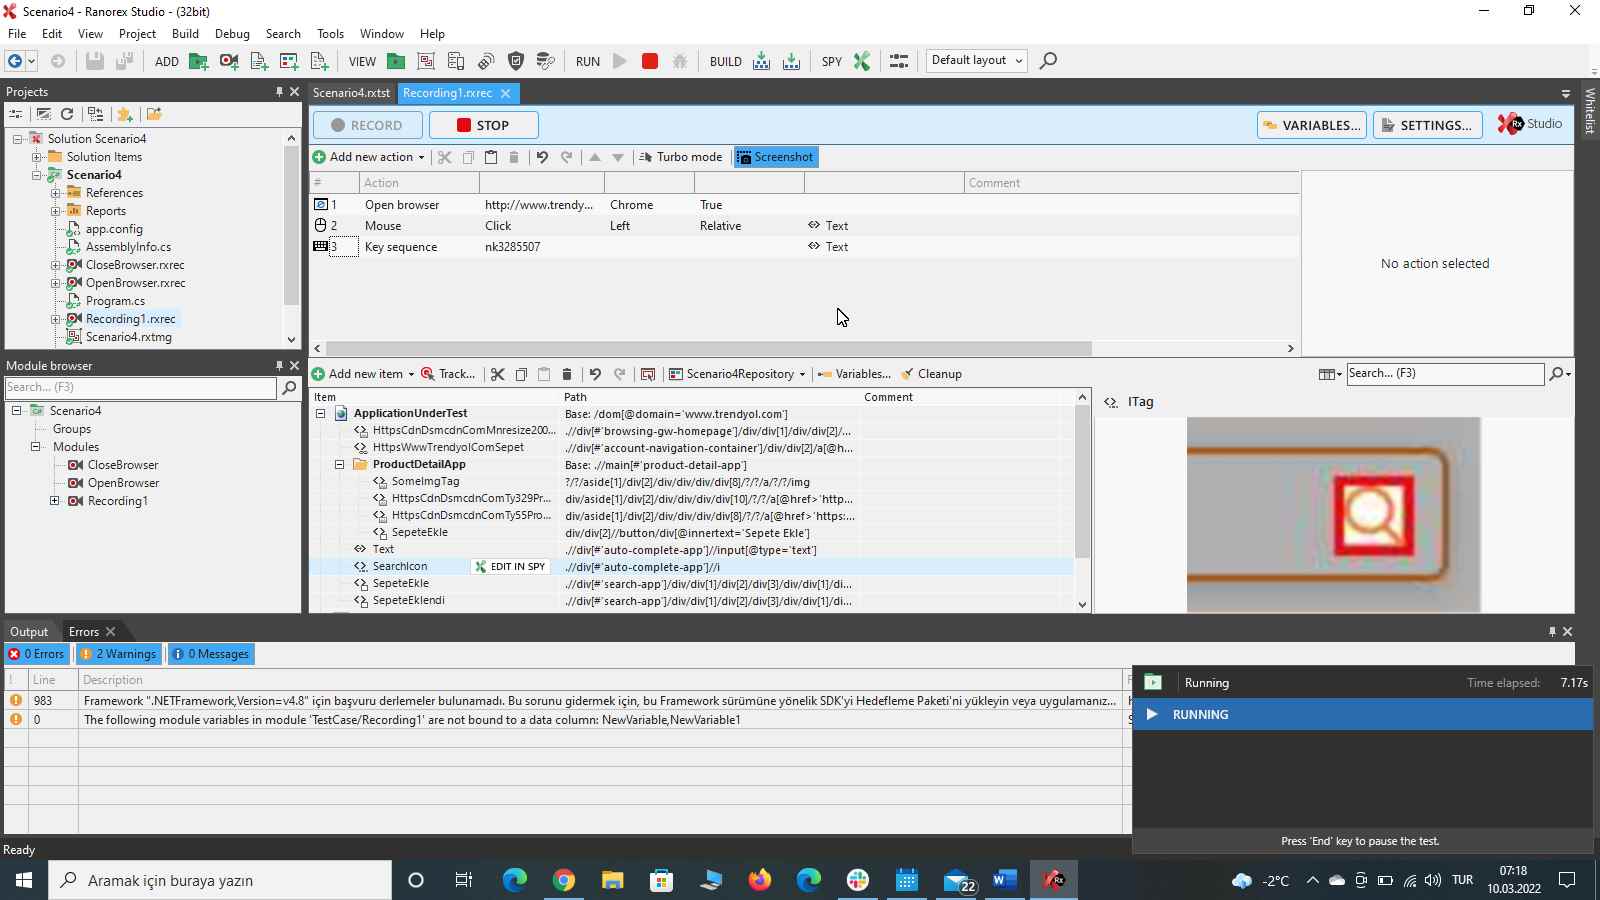 Scenario4 - Ranorex Studio - (32bit)
File Edit View Project Build Debug Search Tools Window Help
ADD VIEW RUN BUILD SPY Default layout
Projects
Scenario4.rxtst Recording1.rxrec
Whitelist
RECORD STOP VARIABLES... SETTINGS... Rx Studio
Solution Scenario4
Solution Items
Scenario4
References
Reports
app.config
AssemblyInfo.cs
CloseBrowser.rxrec
OpenBrowser.rxrec
Program.cs
Recording1.rxrec
Scenario4.rxtmg
Add new action Turbo mode Screenshot
# Action Comment
1 Open browser http://www.trendy... Chrome True
2 Mouse Click Left Relative Text
3 Key sequence nk3285507 Text
No action selected
Module browser
Search... (F3)
Scenario4
Groups
Modules
CloseBrowser
OpenBrowser
Recording1
Add new item Track... Scenario4Repository Variables... Cleanup Search... (F3)
Item Path Comment
ApplicationUnderTest Base: /dom[@domain='www.trendyol.com']
HttpsCdnDsmcdnComMnresize200... .//div[#'browsing-gw-homepage']/div/div[1]/div/div[2]/...
HttpsWwwTrendyolComSepet .//div[#'account-navigation-container']/div/div[2]/a[@h...
ProductDetailApp Base: .//main[#'product-detail-app']
SomeImgTag ?/?/aside[1]/div[2]/div/div/div/div[8]/?/?/a/?/?/img
HttpsCdnDsmcdnComTy329Pr... div/aside[1]/div[2]/div/div/div/div[10]/?/?/a[@href>'http...
HttpsCdnDsmcdnComTy55Pro... div/aside[1]/div[2]/div/div/div/div[8]/?/?/a[@href>'https:...
SepeteEkle div/div[2]//button/div[@innertext='Sepete Ekle']
Text .//div[#'auto-complete-app']//input[@type='text']
SearchIcon EDIT IN SPY .//div[#'auto-complete-app']//i
SepeteEkle .//div[#'search-app']/div/div[1]/div[2]/div[3]/div/div[1]/di...
SepeteEklendi .//div[#'search-app']/div/div[1]/div[2]/div[3]/div/div[1]/di...
ITag
Output Errors
0 Errors 2 Warnings 0 Messages
! Line Description
983 Framework ".NETFramework,Version=v4.8" için başvuru derlemeler bulunamadı. Bu sorunu gidermek için, bu Framework sürümüne yönelik SDK'yi Hedefleme Paketi'ni yükleyin veya uygulamanız...
0 The following module variables in module 'TestCase/Recording1' are not bound to a data column: NewVariable,NewVariable1
Running Time elapsed: 7.17s
RUNNING
Press 'End' key to pause the test.
Ready
Aramak için buraya yazın
22
-2°C
TUR
07:18
10.03.2022